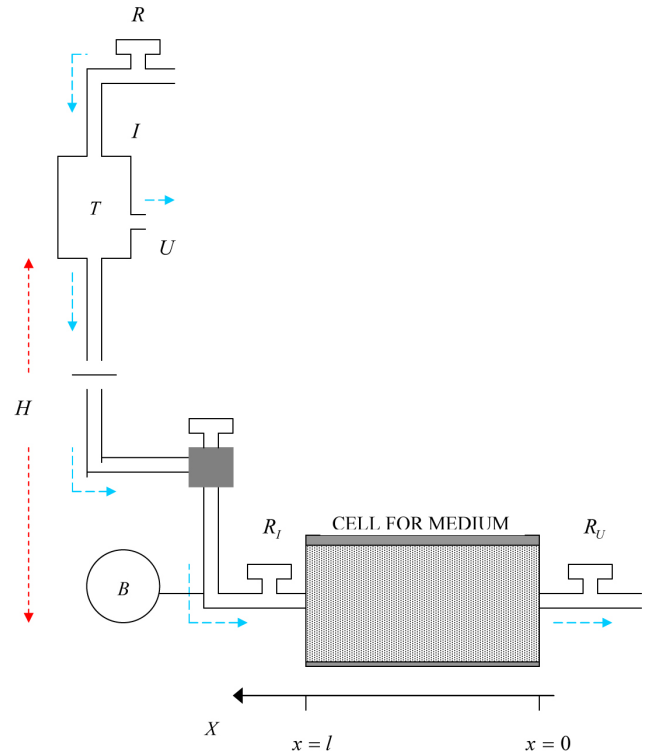 R
I
T
U
H
R_I
CELL FOR MEDIUM
R_U
B
X
x = l
x = 0